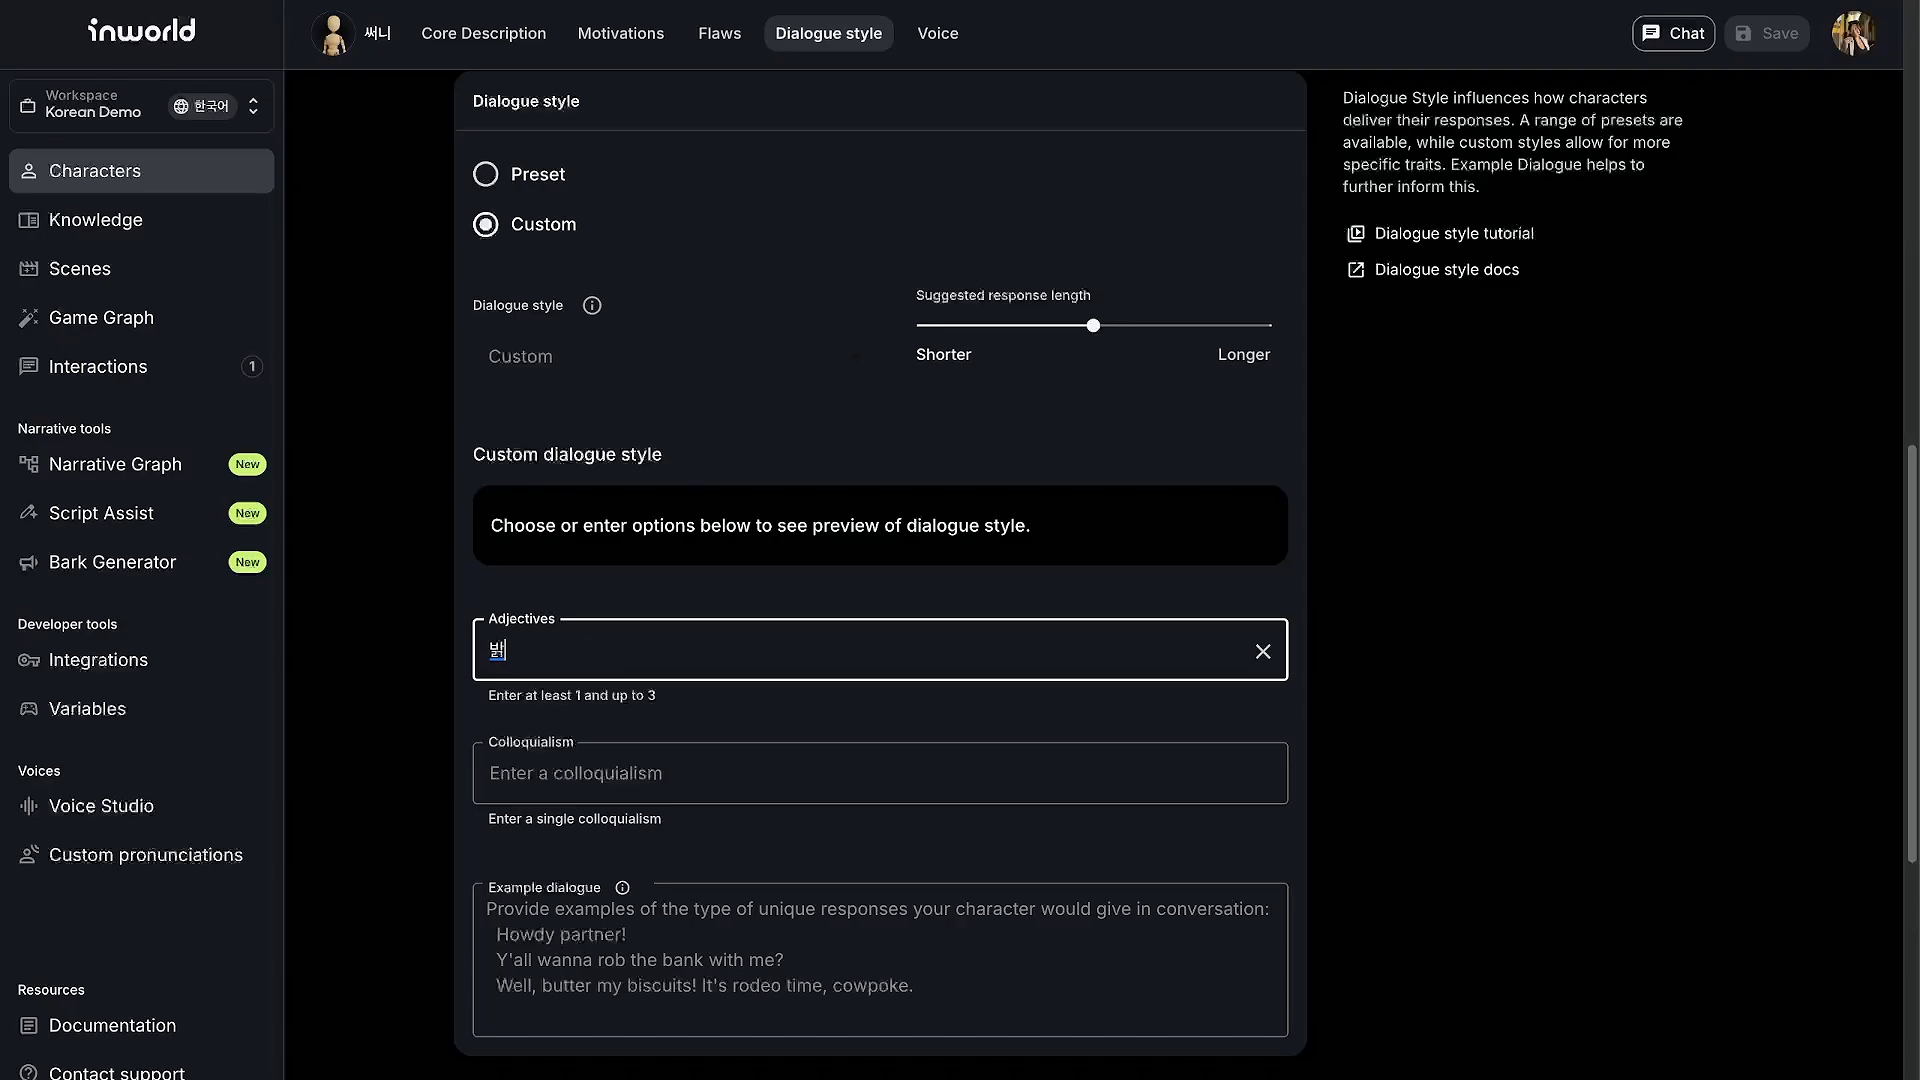 inworld
Workspace
Korean Demo
한국어
Characters
Knowledge
Scenes
Game Graph
Interactions
1
Narrative tools
Narrative Graph
New
Script Assist
New
Bark Generator
New
Developer tools
Integrations
Variables
Voices
Voice Studio
Custom pronunciations
Resources
Documentation
Contact support
써니
Core Description
Motivations
Flaws
Dialogue style
Voice
Chat
Save
Dialogue style
Preset
Custom
Dialogue style
Custom
Suggested response length
Shorter
Longer
Custom dialogue style
Choose or enter options below to see preview of dialogue style.
Adjectives
밝
Enter at least 1 and up to 3
Colloquialism
Enter a colloquialism
Enter a single colloquialism
Example dialogue
Provide examples of the type of unique responses your character would give in conversation:
Howdy partner!
Y'all wanna rob the bank with me?
Well, butter my biscuits! It's rodeo time, cowpoke.
Dialogue Style influences how characters
deliver their responses. A range of presets are
available, while custom styles allow for more
specific traits. Example Dialogue helps to
further inform this.
Dialogue style tutorial
Dialogue style docs